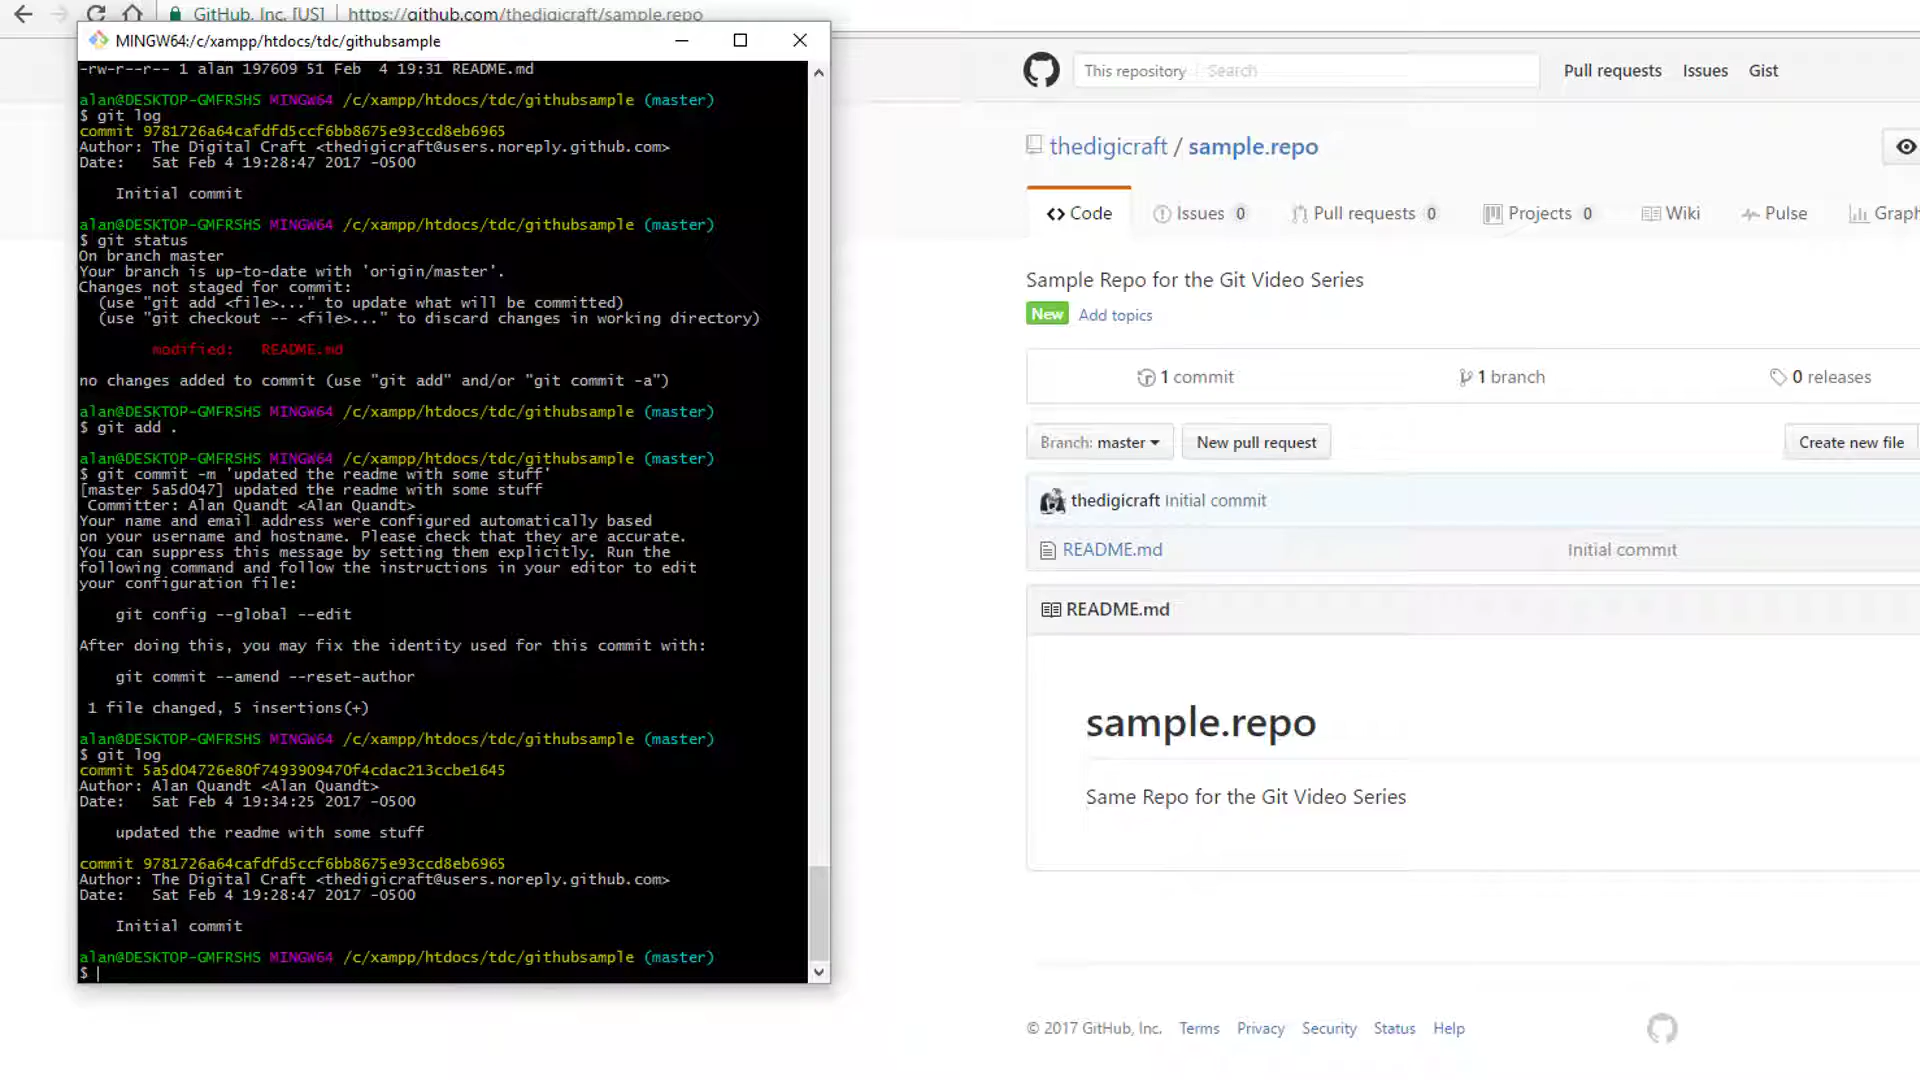 GitHub, Inc. [US] https://github.com/thedigicraft/sample.repo
MINGW64:/c/xampp/htdocs/tdc/githubsample
-rw-r--r-- 1 alan 197609 51 Feb  4 19:31 README.md
alan@DESKTOP-GMFRSHS MINGW64 /c/xampp/htdocs/tdc/githubsample (master)
$ git log
commit 9781726a64cafdfd5ccf6bb8675e93ccd8eb6965
Author: The Digital Craft <thedigicraft@users.noreply.github.com>
Date:   Sat Feb 4 19:28:47 2017 -0500
Initial commit
alan@DESKTOP-GMFRSHS MINGW64 /c/xampp/htdocs/tdc/githubsample (master)
$ git status
On branch master
Your branch is up-to-date with 'origin/master'.
Changes not staged for commit:
(use "git add <file>..." to update what will be committed)
(use "git checkout -- <file>..." to discard changes in working directory)
modified:   README.md
no changes added to commit (use "git add" and/or "git commit -a")
alan@DESKTOP-GMFRSHS MINGW64 /c/xampp/htdocs/tdc/githubsample (master)
$ git add .
alan@DESKTOP-GMFRSHS MINGW64 /c/xampp/htdocs/tdc/githubsample (master)
$ git commit -m 'updated the readme with some stuff'
[master 5a5d047] updated the readme with some stuff
Committer: Alan Quandt <Alan Quandt>
Your name and email address were configured automatically based
on your username and hostname. Please check that they are accurate.
You can suppress this message by setting them explicitly. Run the
following command and follow the instructions in your editor to edit
your configuration file:
git config --global --edit
After doing this, you may fix the identity used for this commit with:
git commit --amend --reset-author
1 file changed, 5 insertions(+)
alan@DESKTOP-GMFRSHS MINGW64 /c/xampp/htdocs/tdc/githubsample (master)
$ git log
commit 5a5d04726e80f7493909470f4cdac213ccbe1645
Author: Alan Quandt <Alan Quandt>
Date:   Sat Feb 4 19:34:25 2017 -0500
updated the readme with some stuff
commit 9781726a64cafdfd5ccf6bb8675e93ccd8eb6965
Author: The Digital Craft <thedigicraft@users.noreply.github.com>
Date:   Sat Feb 4 19:28:47 2017 -0500
Initial commit
alan@DESKTOP-GMFRSHS MINGW64 /c/xampp/htdocs/tdc/githubsample (master)
$
This repository Search Pull requests Issues Gist
thedigicraft / sample.repo
Code Issues 0 Pull requests 0 Projects 0 Wiki Pulse Graph
Sample Repo for the Git Video Series
New Add topics
1 commit 1 branch 0 releases
Branch: master New pull request Create new file
thedigicraft Initial commit
README.md Initial commit
README.md
sample.repo
Same Repo for the Git Video Series
© 2017 GitHub, Inc. Terms Privacy Security Status Help